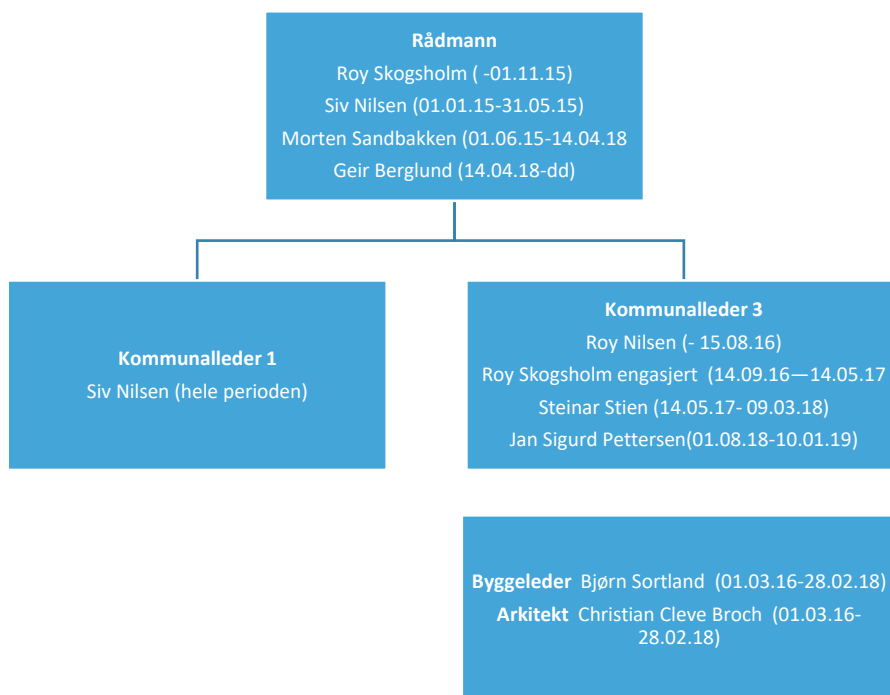 Rådmann
Roy Skogsholm ( -01.11.15)
Siv Nilsen (01.01.15-31.05.15)
Morten Sandbakken (01.06.15-14.04.18
Geir Berglund (14.04.18-dd)
Kommunalleder 1
Siv Nilsen (hele perioden)
Kommunalleder 3
Roy Nilsen (- 15.08.16)
Roy Skogsholm engasjert (14.09.16—14.05.17
Steinar Stien (14.05.17- 09.03.18)
Jan Sigurd Pettersen(01.08.18-10.01.19)
Byggeleder Bjørn Sortland (01.03.16-28.02.18)
Arkitekt Christian Cleve Broch (01.03.16-
28.02.18)